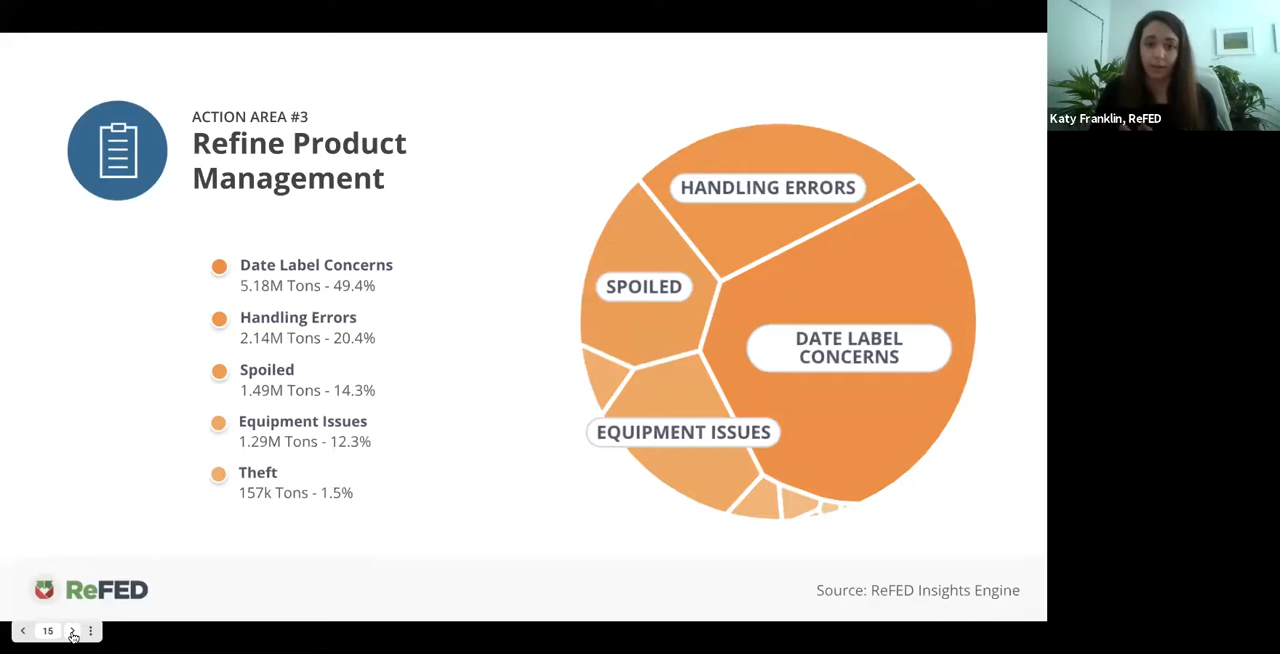 ACTION AREA #3
Refine Product
Management
Date Label Concerns
5.18M Tons - 49.4%
Handling Errors
2.14M Tons - 20.4%
Spoiled
1.49M Tons - 14.3%
Equipment Issues
1.29M Tons - 12.3%
Theft
157k Tons - 1.5%
HANDLING ERRORS
SPOILED
DATE LABEL
CONCERNS
EQUIPMENT ISSUES
ReFED
Source: ReFED Insights Engine
15
Katy Franklin, ReFED